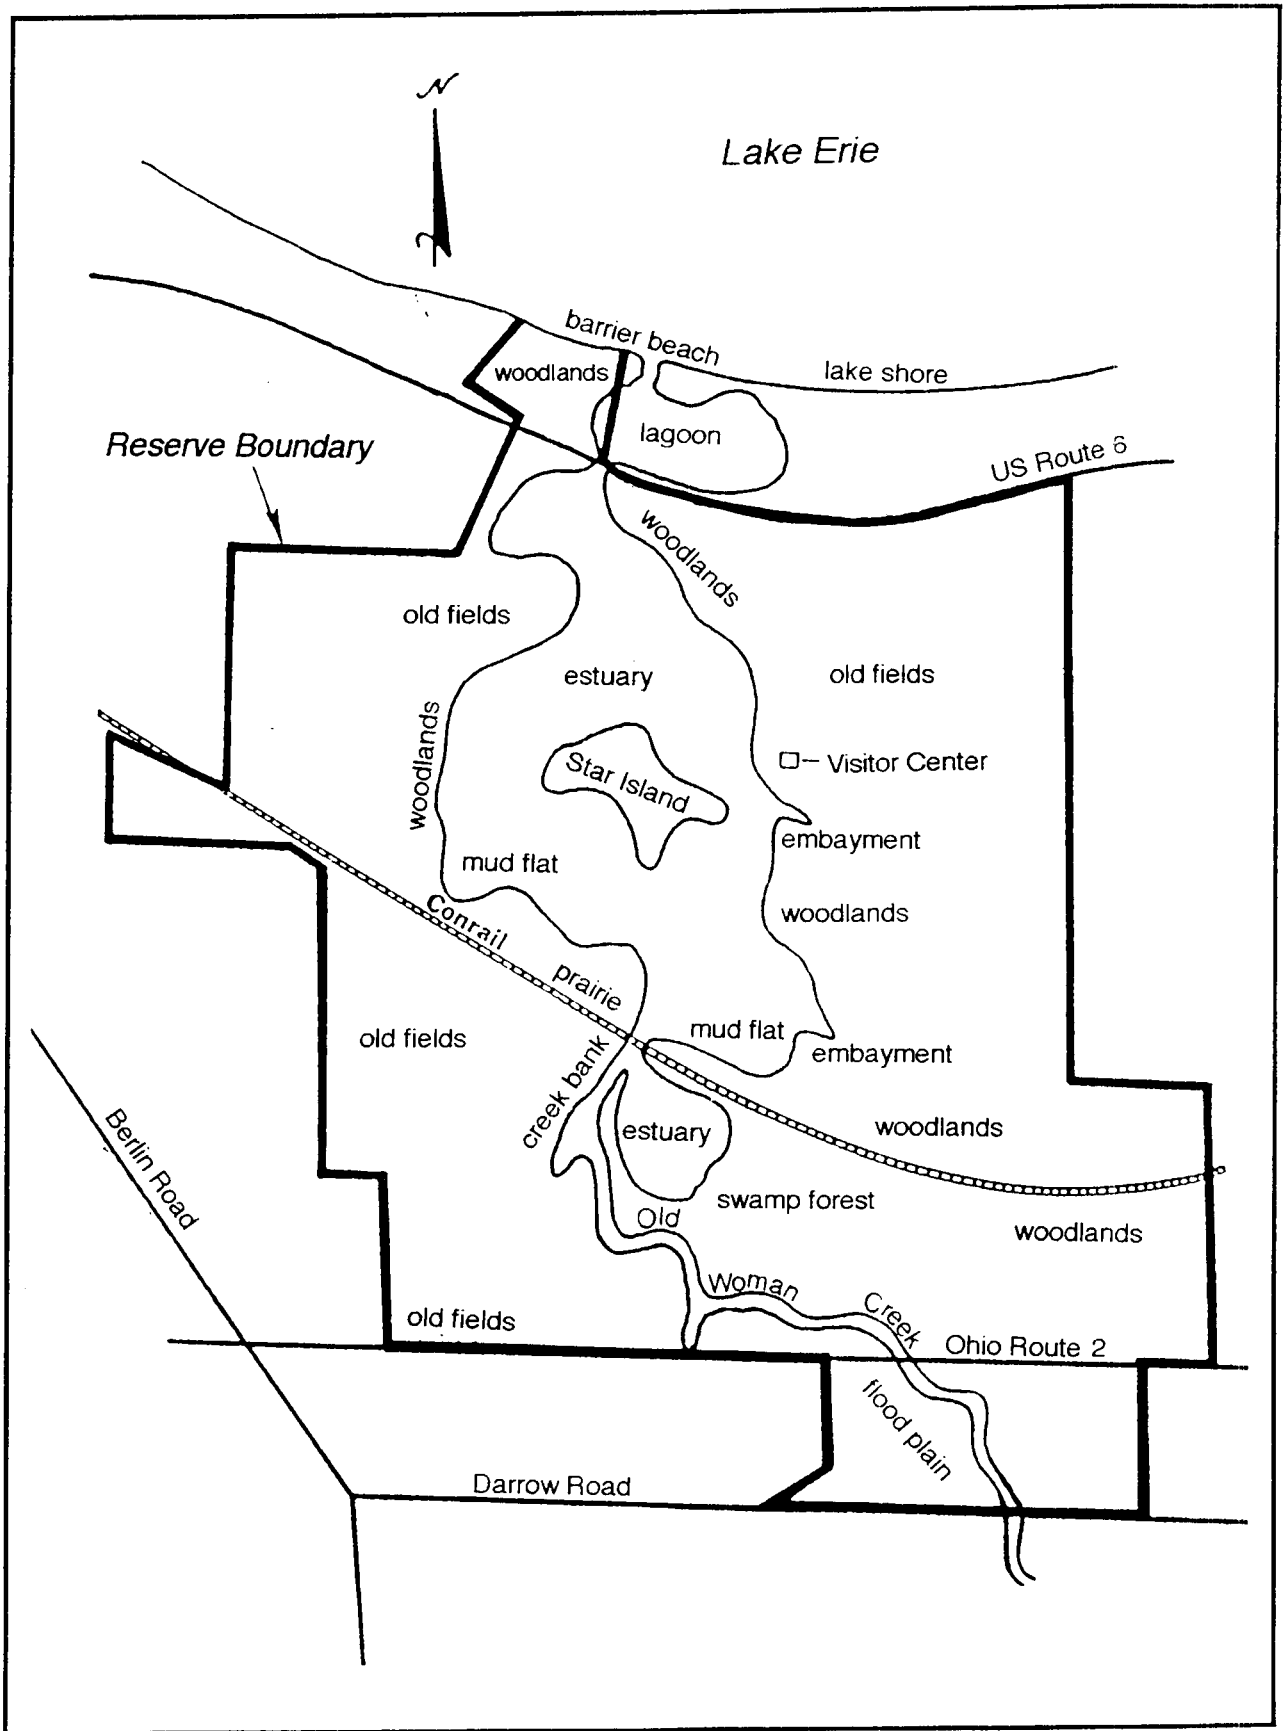 N
Lake Erie
barrier beach
woodlands
lake shore
lagoon
Reserve Boundary
US Route 6
woodlands
old fields
estuary
old fields
woodlands
Star Island
Visitor Center
embayment
mud flat
woodlands
Conrail
prairie
old fields
mud flat
embayment
creek bank
woodlands
estuary
Berlin Road
swamp forest
Old
woodlands
Woman
Creek
old fields
Ohio Route 2
flood plain
Darrow Road